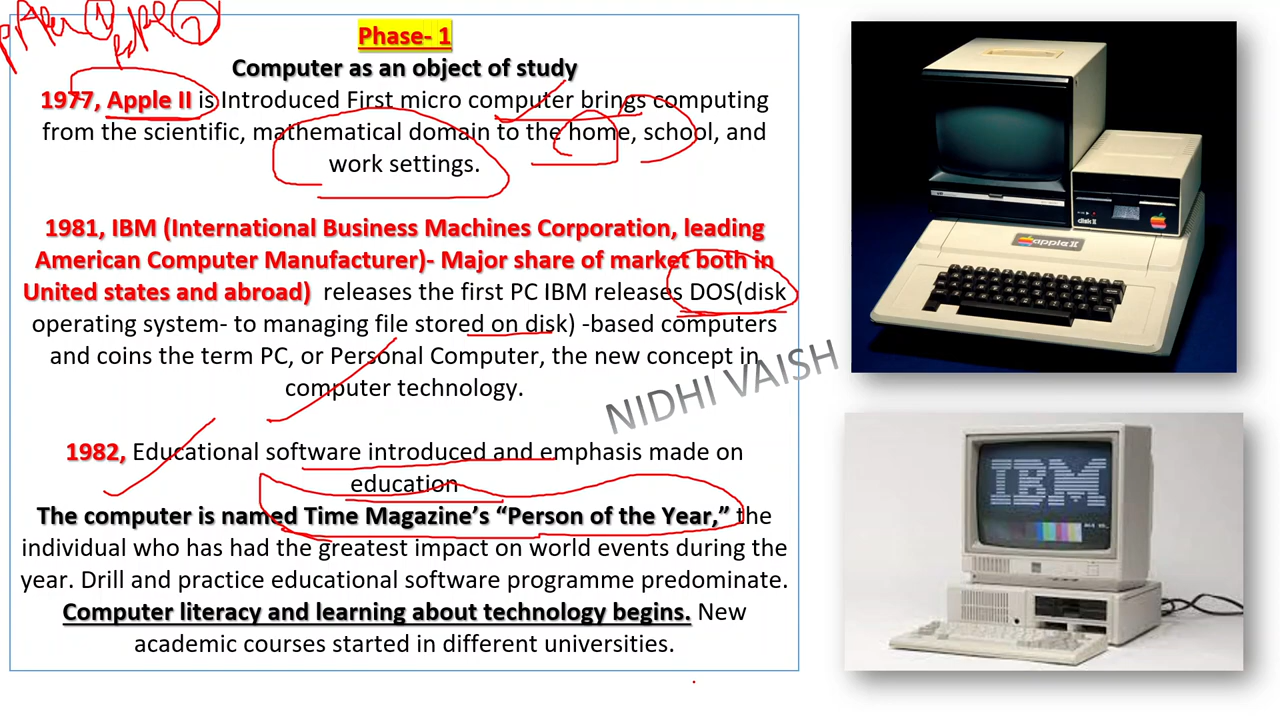 Phase- 1
Computer as an object of study
1977, Apple II is Introduced First micro computer brings computing
from the scientific, mathematical domain to the home, school, and
work settings.
1981, IBM (International Business Machines Corporation, leading
American Computer Manufacturer)- Major share of market both in
United states and abroad) releases the first PC IBM releases DOS(disk
operating system- to managing file stored on disk) -based computers
and coins the term PC, or Personal Computer, the new concept in
computer technology.
1982, Educational software introduced and emphasis made on
education
The computer is named Time Magazine's “Person of the Year,” the
individual who has had the greatest impact on world events during the
year. Drill and practice educational software programme predominate.
Computer literacy and learning about technology begins. New
academic courses started in different universities.
NIDHI VAISH
disk II
apple II
IBM